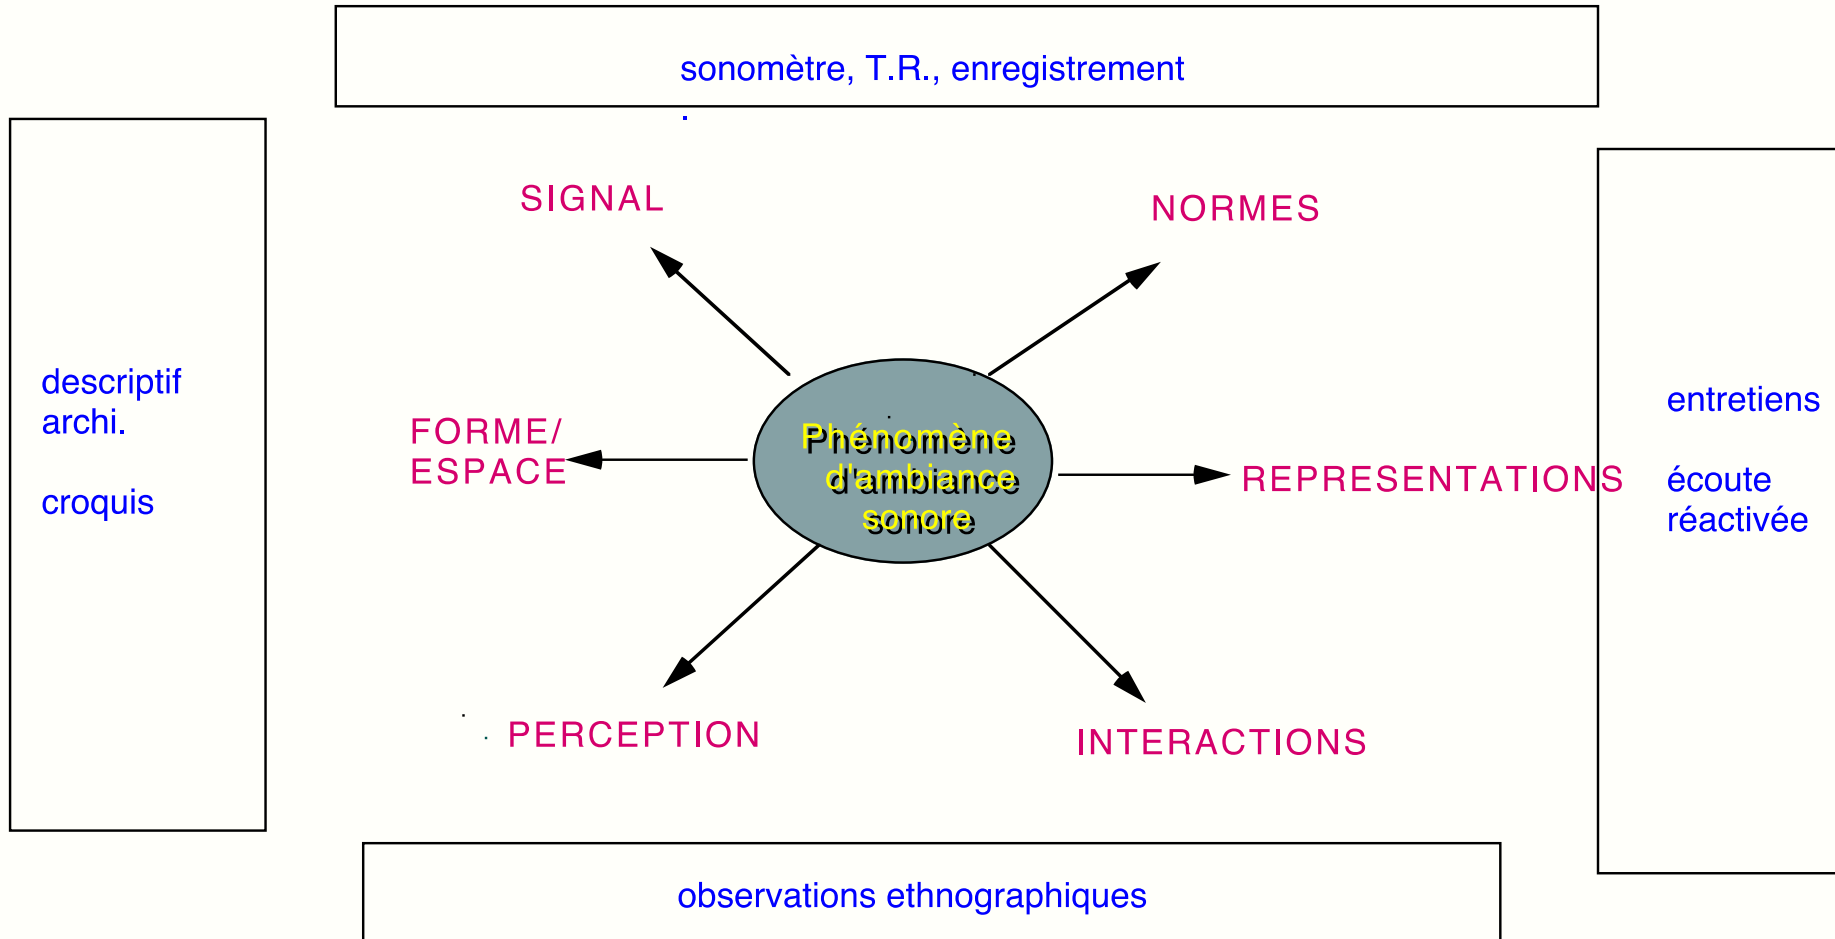 sonomètre, T.R., enregistrement
.
SIGNAL
NORMES
descriptif
archi.
croquis
FORME/
ESPACE
Phénomène
d'ambiance
sonore
REPRESENTATIONS
entretiens
écoute
réactivée
PERCEPTION
INTERACTIONS
observations ethnographiques